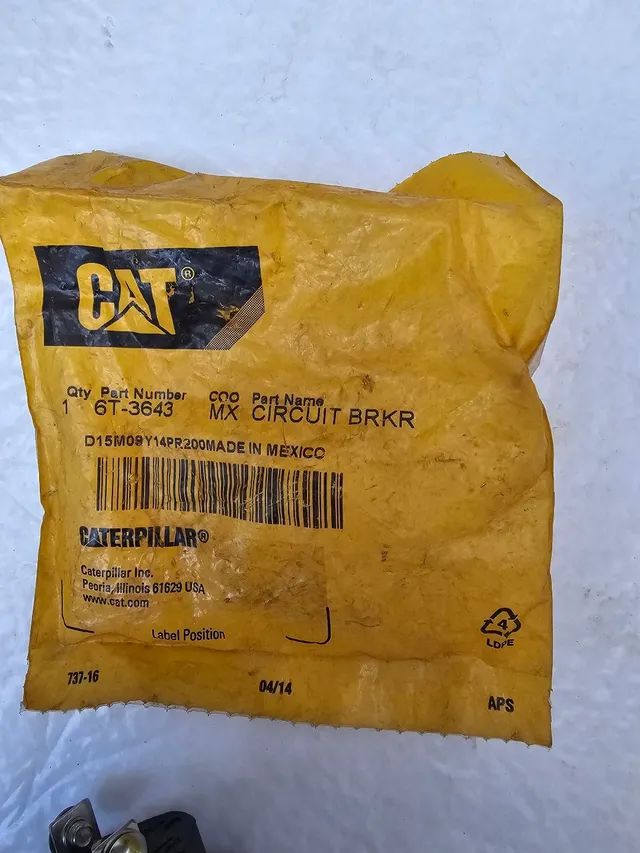 CAT®
Qty Part Number COO Part Name
1 6T-3643 MX CIRCUIT BRKR
D15M09Y14PR200MADE IN MEXICO
CATERPILLAR®
Caterpillar Inc.
Peoria, Illinois 61629 USA
www.cat.com
Label Position
4
LDPE
737-16 04/14 APS